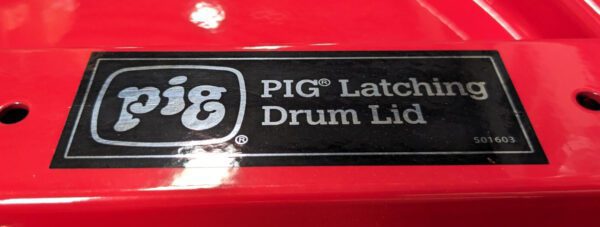 pig®
PIG® Latching
Drum Lid
501603